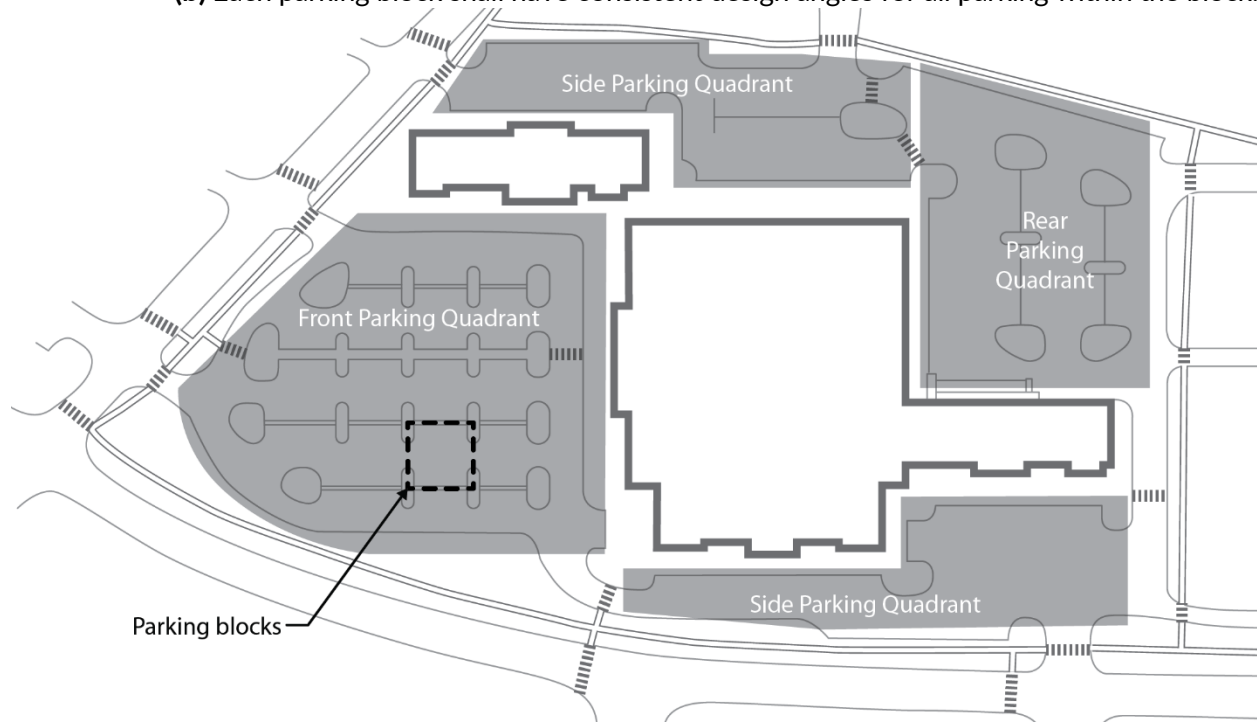 (b) Each parking block shall have consistent design angles for all parking within the block.
Side Parking Quadrant
Rear
Parking
Quadrant
Front Parking Quadrant
Side Parking Quadrant
Parking blocks